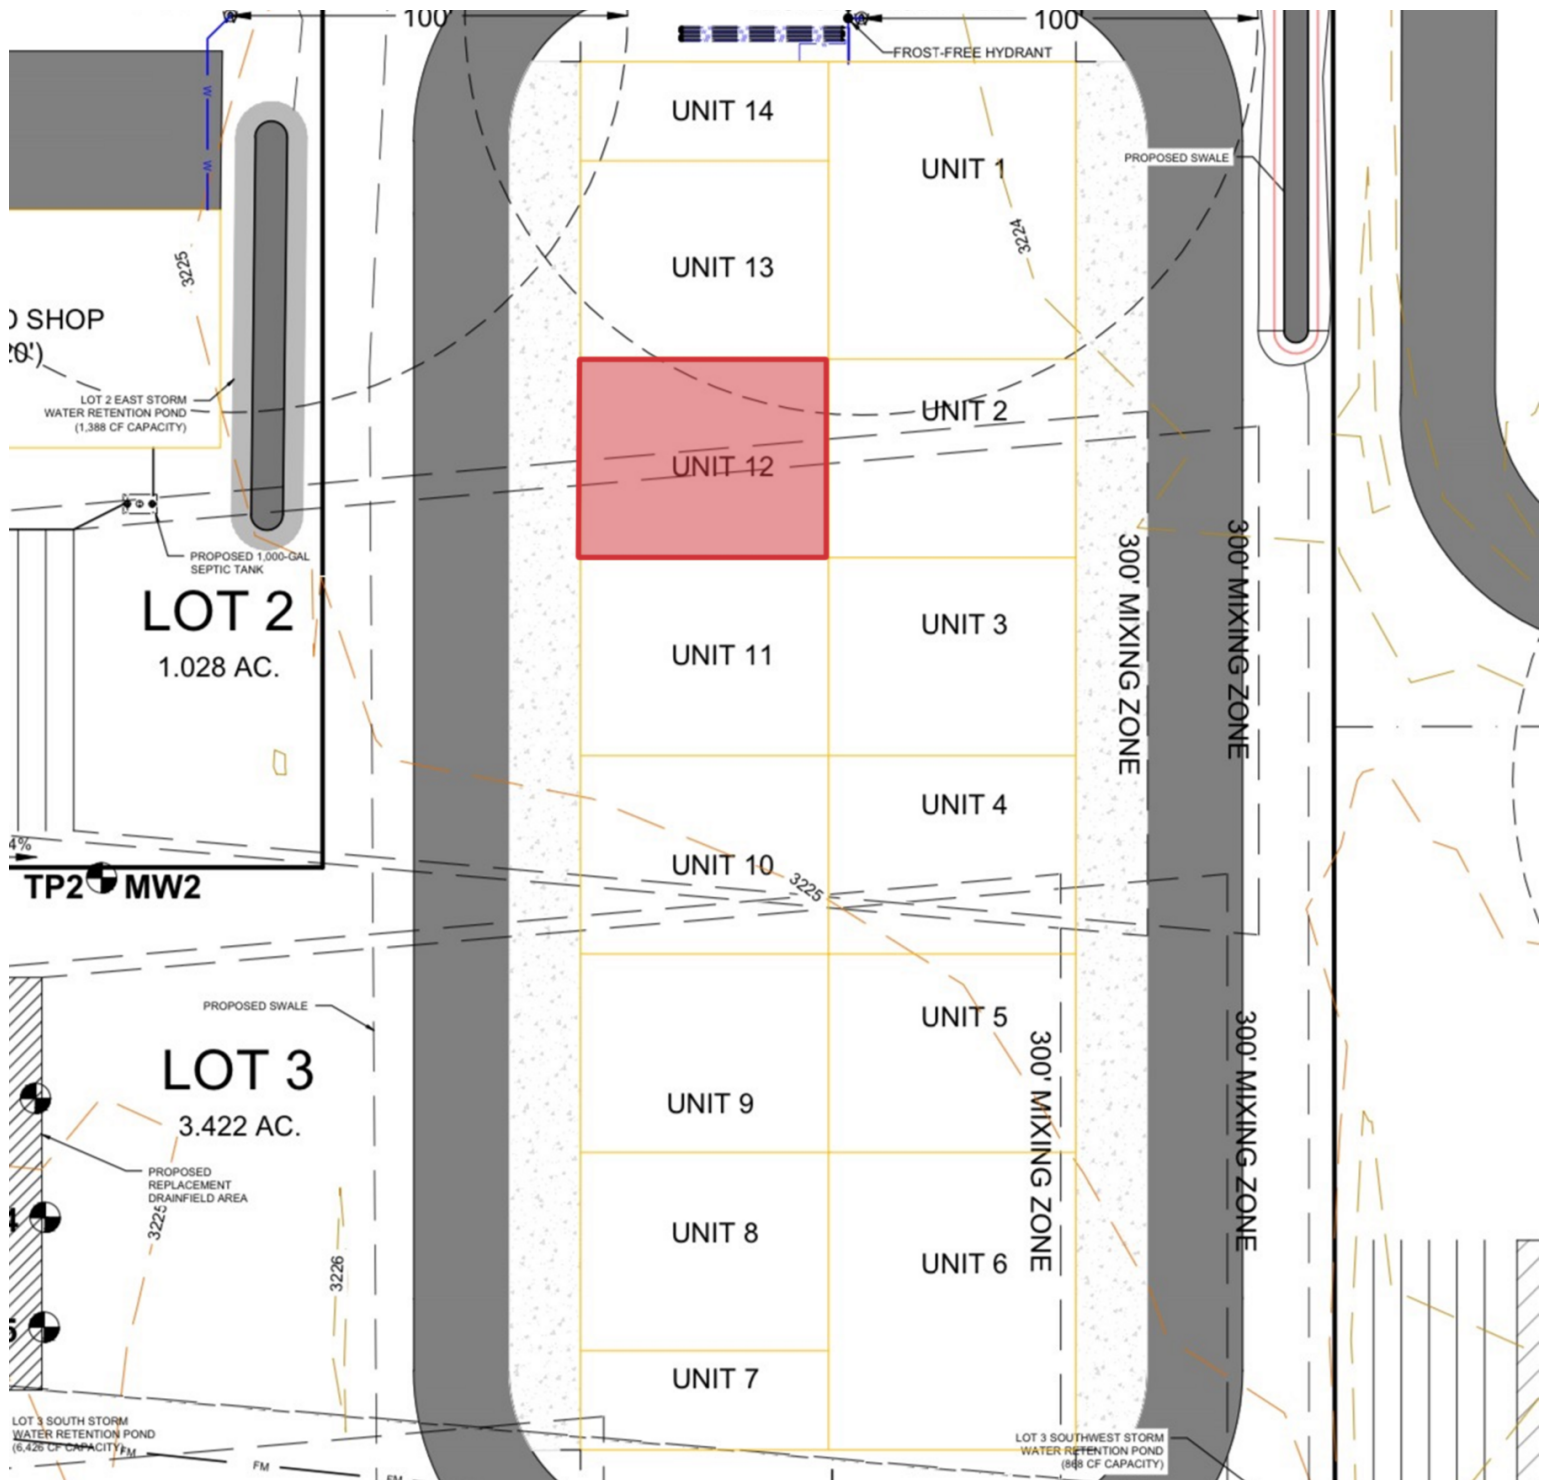 100'
100'
FROST-FREE HYDRANT
W
W
UNIT 14
UNIT 1
PROPOSED SWALE
3225
UNIT 13
3224
SHOP
LOT 2 EAST STORM
WATER RETENTION POND
(1,388 CF CAPACITY)
UNIT 2
UNIT 12
PROPOSED 1,000-GAL
SEPTIC TANK
LOT 2
1.028 AC.
UNIT 3
UNIT 11
300' MIXING ZONE
300' MIXING ZONE
UNIT 4
UNIT 10
3225
TP2 MW2
PROPOSED SWALE
UNIT 5
LOT 3
3.422 AC.
UNIT 9
300' MIXING ZONE
300' MIXING ZONE
PROPOSED
REPLACEMENT
DRAINFIELD AREA
3225
3226
UNIT 8
UNIT 6
UNIT 7
LOT 3 SOUTH STORM
WATER RETENTION POND
(6,426 CF CAPACITY)
FM
FM
FM
LOT 3 SOUTHWEST STORM
WATER RETENTION POND
(868 CF CAPACITY)